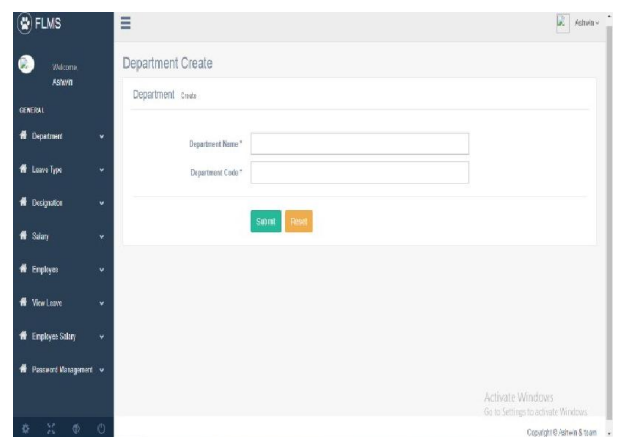 FLMS
Ashwin
Welcome
Ashwin
GENERAL
Department
Leave Type
Designation
Salary
Employee
View Leave
Employee Salary
Password Management
Department Create
Department Create
Department Name *
Department Code *
Submit Reset
Activate Windows
Go to Settings to activate Windows.
Copyright © Ashwin & team